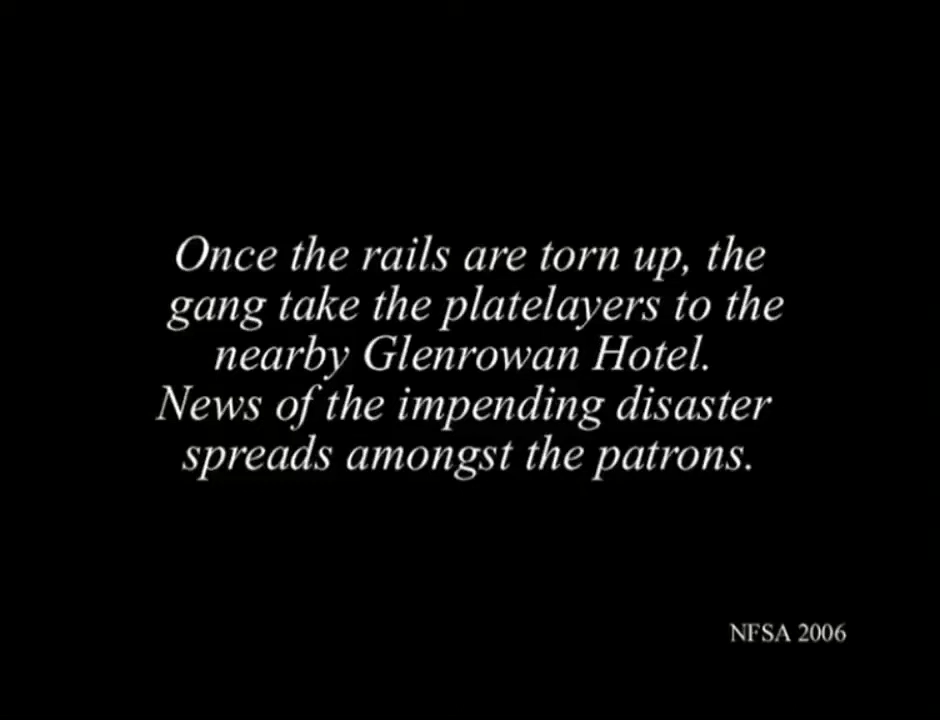 Once the rails are torn up, the
gang take the platelayers to the
nearby Glenrowan Hotel.
News of the impending disaster
spreads amongst the patrons.
NFSA 2006